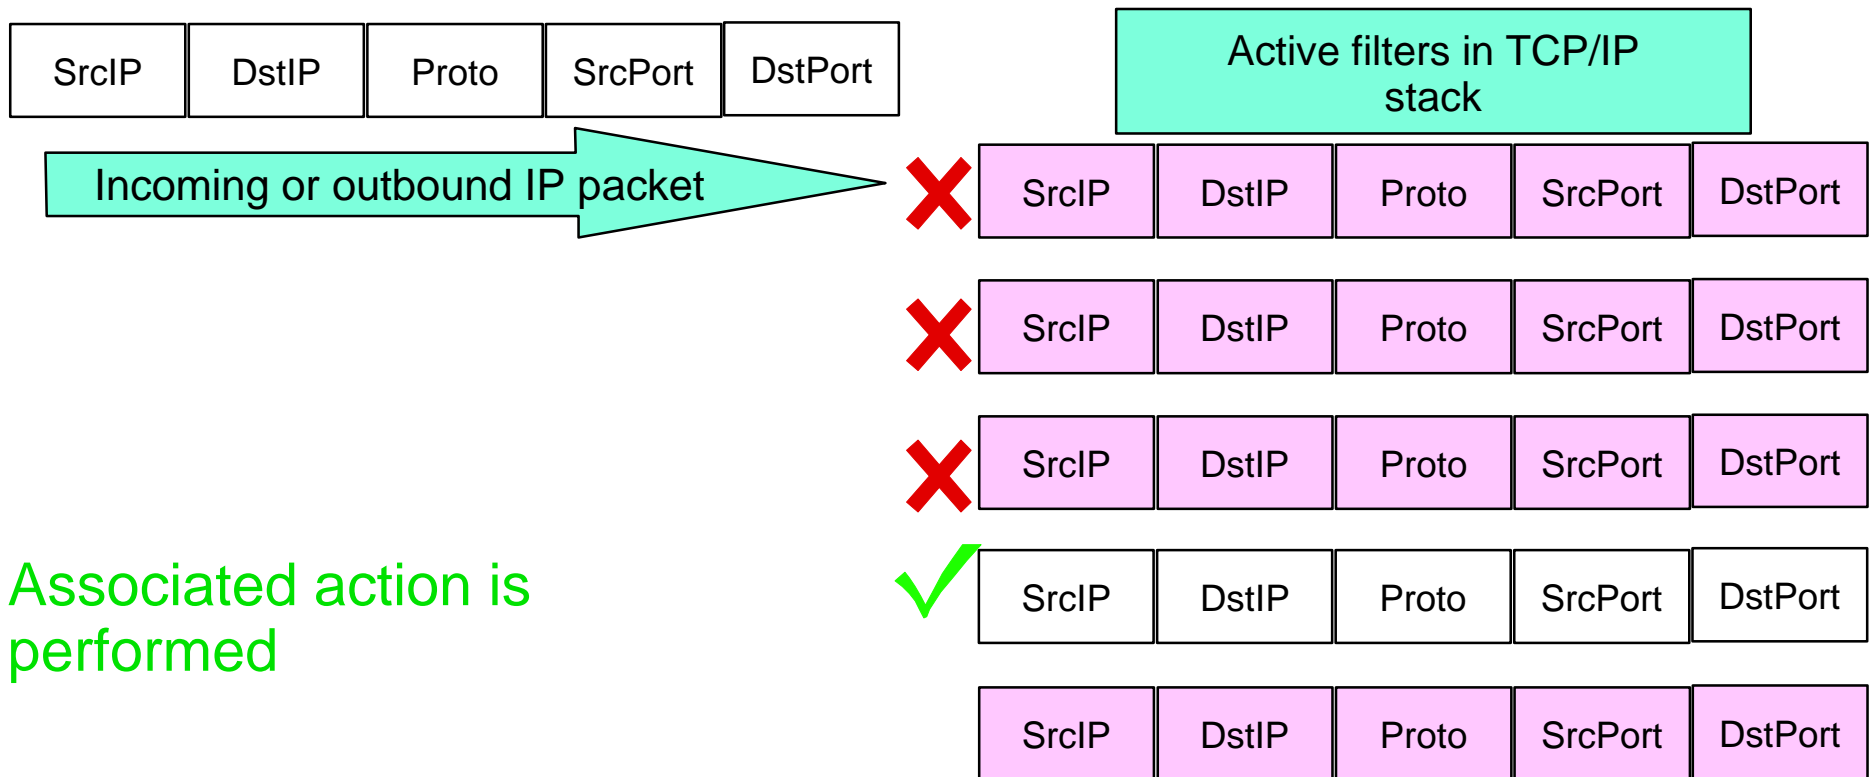 SrcIP DstIP Proto SrcPort DstPort
Active filters in TCP/IP
stack
Incoming or outbound IP packet
SrcIP DstIP Proto SrcPort DstPort
SrcIP DstIP Proto SrcPort DstPort
SrcIP DstIP Proto SrcPort DstPort
Associated action is
performed
SrcIP DstIP Proto SrcPort DstPort
SrcIP DstIP Proto SrcPort DstPort